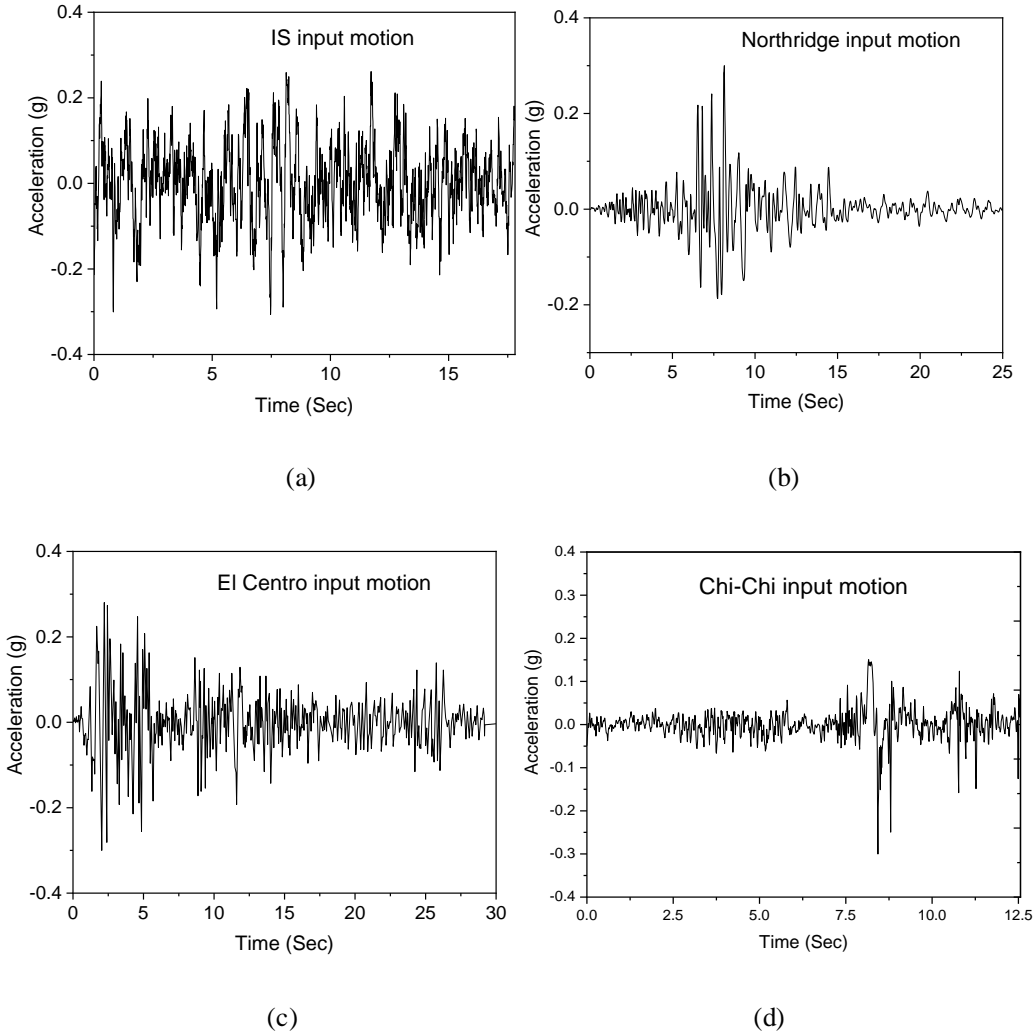 IS input motion
Acceleration (g)
0.4
0.2
0.0
-0.2
-0.4
0
5
10
15
Time (Sec)
(a)
Northridge input motion
Acceleration (g)
0.4
0.2
0.0
-0.2
0
5
10
15
20
25
Time (Sec)
(b)
El Centro input motion
Acceleration (g)
0.4
0.2
0.0
-0.2
-0.4
0
5
10
15
20
25
30
Time (Sec)
(c)
Chi-Chi input motion
Acceleration (g)
0.4
0.3
0.2
0.1
0.0
-0.1
-0.2
-0.3
-0.4
0.0
2.5
5.0
7.5
10.0
12.5
Time (Sec)
(d)